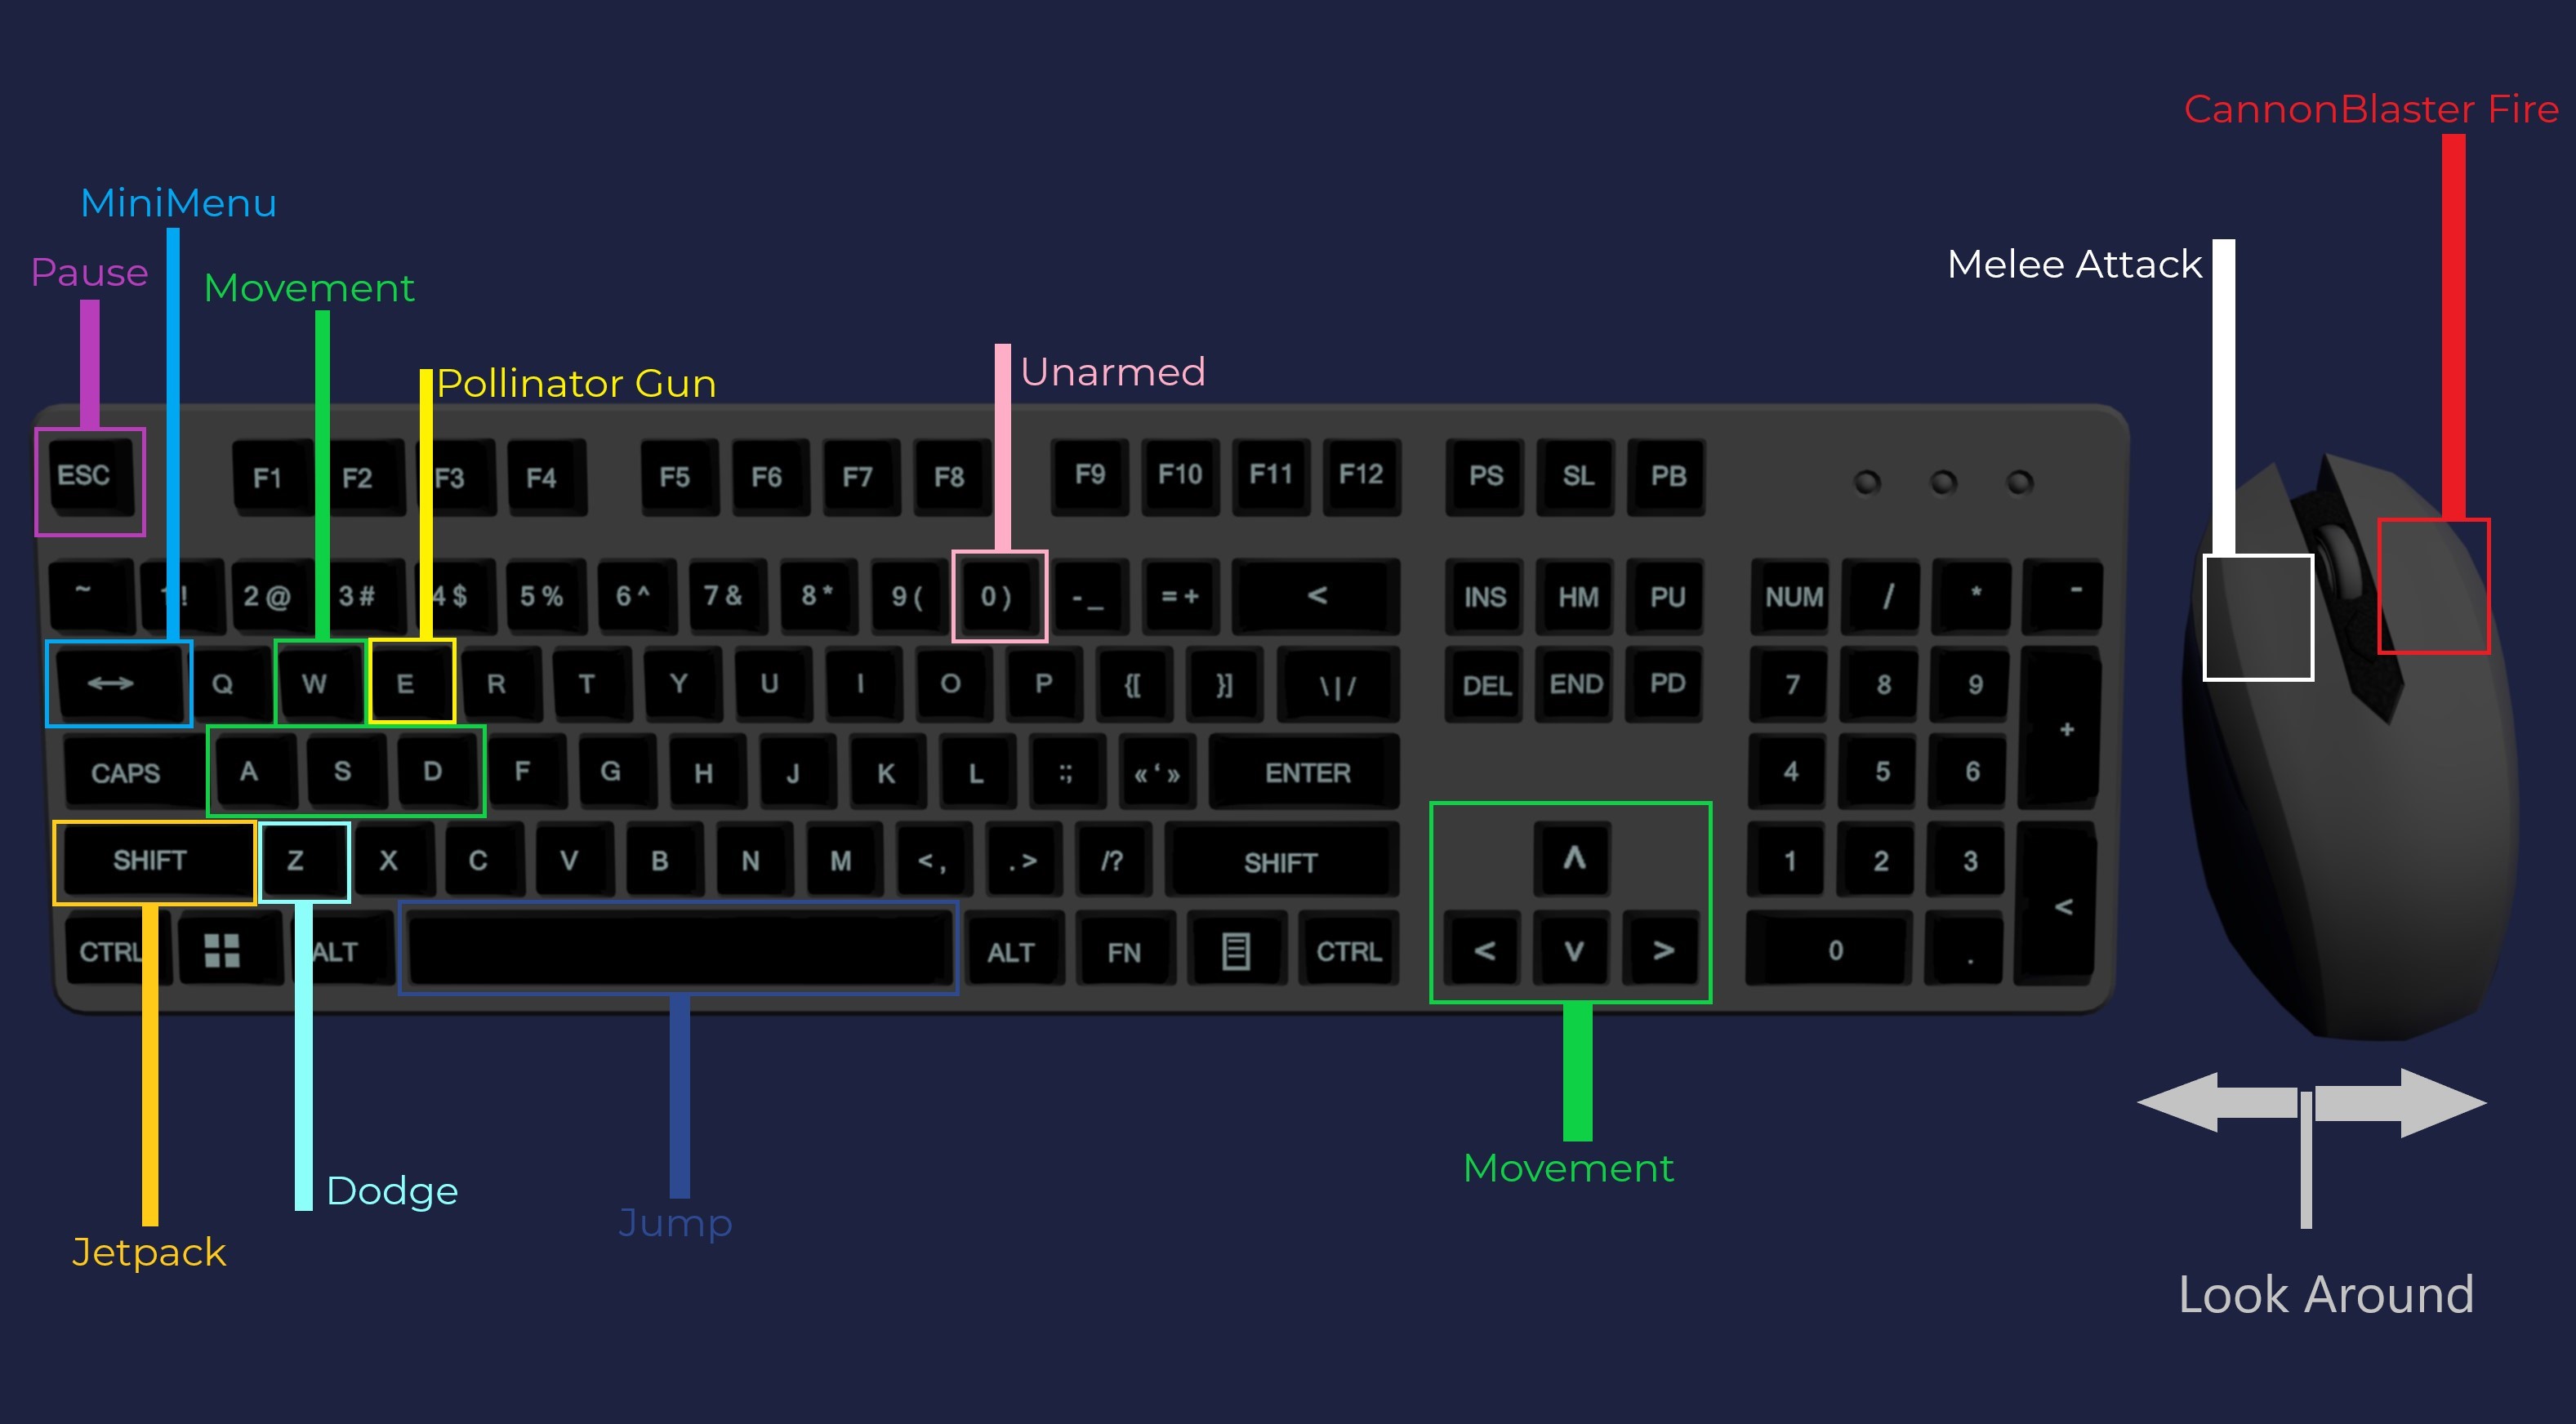 CannonBlaster Fire
MiniMenu
Melee Attack
Pause
Movement
Pollinator Gun
Unarmed
ESC F1 F2 F3 F4 F5 F6 F7 F8 F9 F10 F11 F12 PS SL PB
~ 1! 2@ 3# 4$ 5% 6^ 7& 8* 9( 0) -_ =+ < INS HM PU NUM / * -
↔ Q W E R T Y U I O P {[ }] \|/ DEL END PD 7 8 9 +
CAPS A S D F G H J K L :; «‘» ENTER 4 5 6
SHIFT Z X C V B N M <, .> /? SHIFT ʌ 1 2 3 <
CTRL ALT ALT FN CTRL < v > 0 .
Movement
Dodge
Jump
Jetpack
Look Around